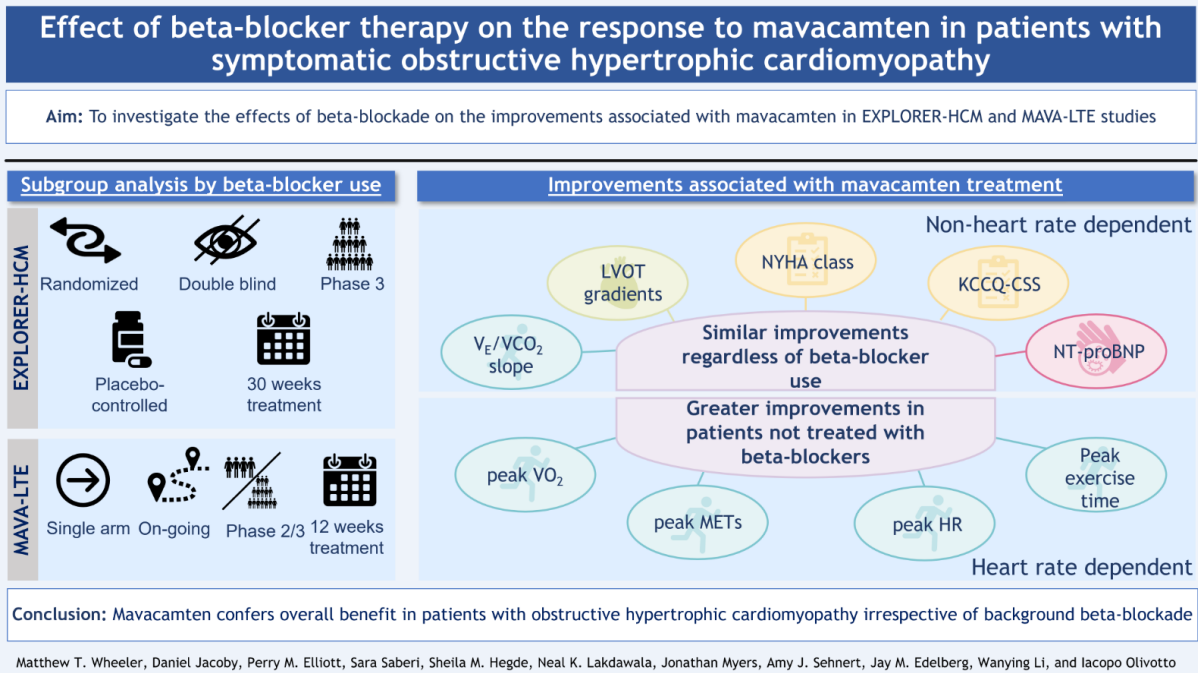 Effect of beta-blocker therapy on the response to mavacamten in patients with
symptomatic obstructive hypertrophic cardiomyopathy
Aim: To investigate the effects of beta-blockade on the improvements associated with mavacamten in EXPLORER-HCM and MAVA-LTE studies
Subgroup analysis by beta-blocker use
EXPLORER-HCM
Randomized
Double blind
Phase 3
Placebo-
controlled
30 weeks
treatment
MAVA-LTE
Single arm
On-going
Phase 2/3
12 weeks
treatment
Improvements associated with mavacamten treatment
Non-heart rate dependent
LVOT
gradients
NYHA class
KCCQ-CSS
VE/VCO2
slope
NT-proBNP
Similar improvements
regardless of beta-blocker
use
Greater improvements in
patients not treated with
beta-blockers
peak VO2
peak METs
peak HR
Peak
exercise
time
Heart rate dependent
Conclusion: Mavacamten confers overall benefit in patients with obstructive hypertrophic cardiomyopathy irrespective of background beta-blockade
Matthew T. Wheeler, Daniel Jacoby, Perry M. Elliott, Sara Saberi, Sheila M. Hegde, Neal K. Lakdawala, Jonathan Myers, Amy J. Sehnert, Jay M. Edelberg, Wanying Li, and Iacopo Olivotto